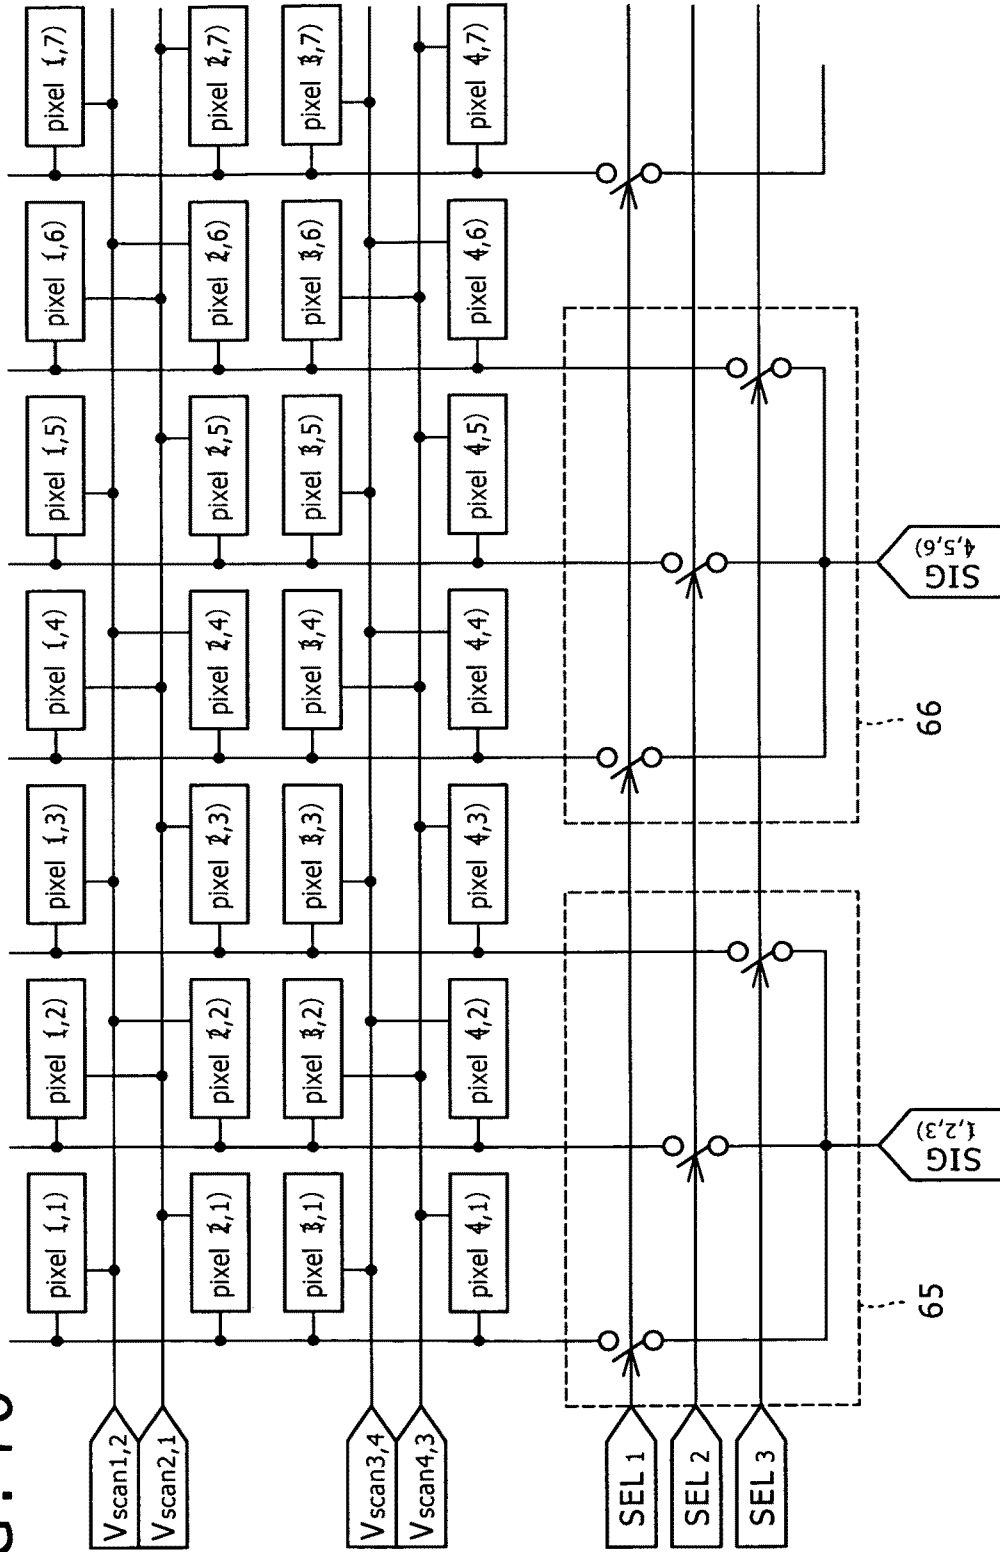 pixel (1,1)
pixel (1,2)
pixel (1,3)
pixel (1,4)
pixel (1,5)
pixel (1,6)
pixel (1,7)
Vscan1,2
Vscan2,1
pixel (2,1)
pixel (2,2)
pixel (2,3)
pixel (2,4)
pixel (2,5)
pixel (2,6)
pixel (2,7)
pixel (3,1)
pixel (3,2)
pixel (3,3)
pixel (3,4)
pixel (3,5)
pixel (3,6)
pixel (3,7)
Vscan3,4
Vscan4,3
pixel (4,1)
pixel (4,2)
pixel (4,3)
pixel (4,4)
pixel (4,5)
pixel (4,6)
pixel (4,7)
SEL 1
SEL 2
SEL 3
65
66
SIG
(1,2,3)
SIG
(4,5,6)